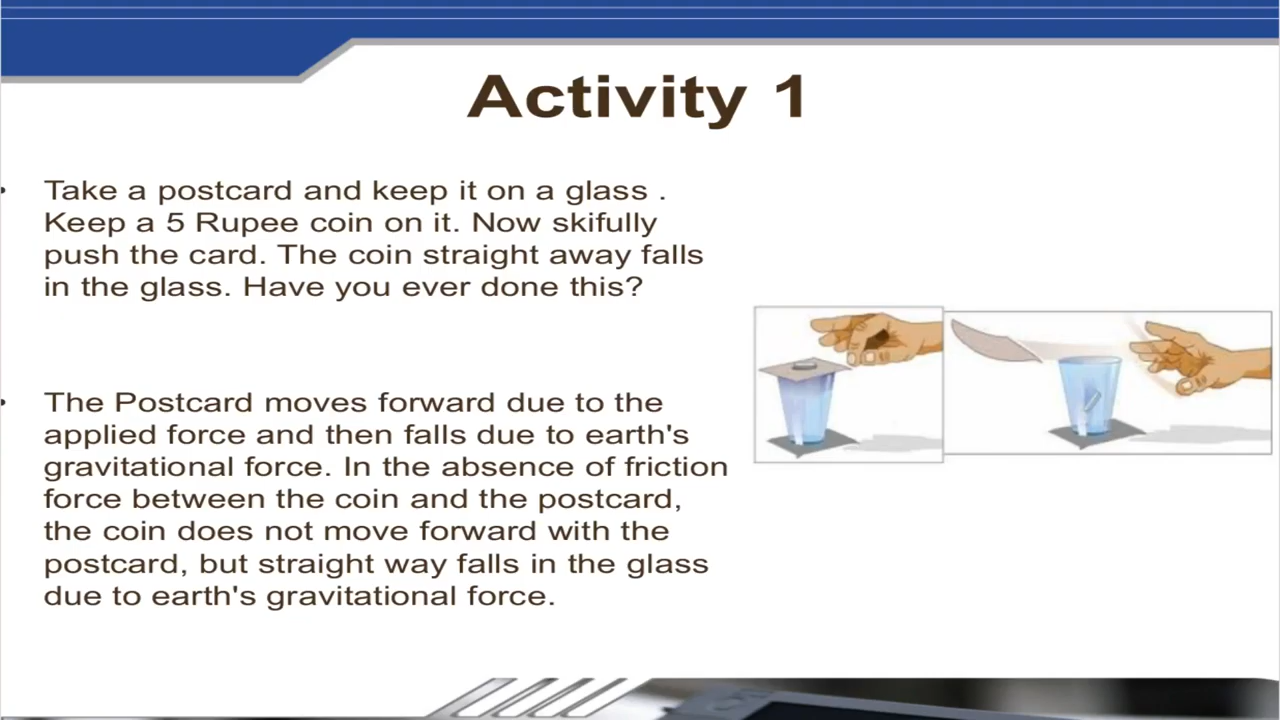 Activity 1
• Take a postcard and keep it on a glass .
Keep a 5 Rupee coin on it. Now skifully
push the card. The coin straight away falls
in the glass. Have you ever done this?
• The Postcard moves forward due to the
applied force and then falls due to earth's
gravitational force. In the absence of friction
force between the coin and the postcard,
the coin does not move forward with the
postcard, but straight way falls in the glass
due to earth's gravitational force.